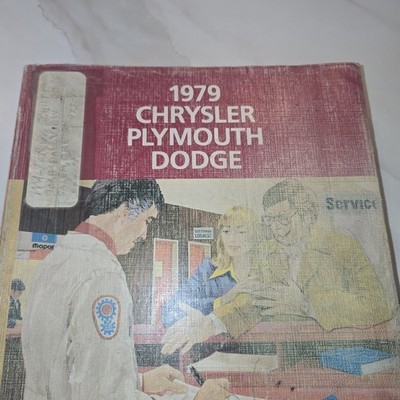 1979
CHRYSLER
PLYMOUTH
DODGE
Service
mopar